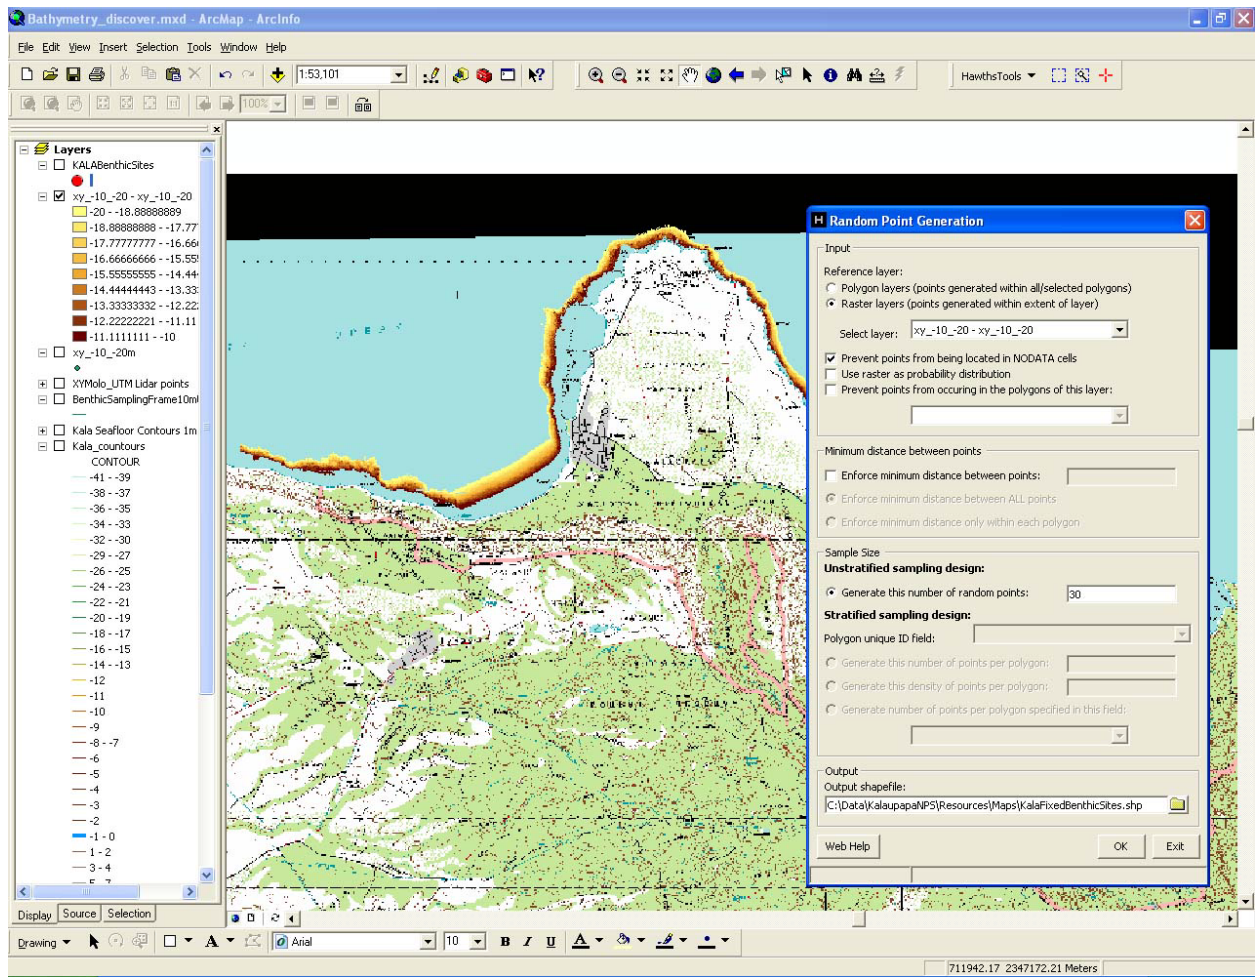 Bathymetry_discover.mxd - ArcMap - ArcInfo
File Edit View Insert Selection Tools Window Help
1:53,101
HawthsTools
100%
Layers
KALABenthicSites
xy_-10_-20 - xy_-10_-20
-20 - -18.88888889
-18.88888888 - -17.77
-17.77777777 - -16.66
-16.66666666 - -15.55
-15.55555555 - -14.44
-14.44444443 - -13.33
-13.33333332 - -12.22
-12.22222221 - -11.11
-11.1111111 - -10
xy_-10_-20m
XYMolo_UTM Lidar points
BenthicSamplingFrame10m
Kala Seafloor Contours 1m
Kala_countours
CONTOUR
-41 - -39
-38 - -37
-36 - -35
-34 - -33
-32 - -30
-29 - -27
-26 - -25
-24 - -23
-22 - -21
-20 - -19
-18 - -17
-16 - -15
-14 - -13
-12
-11
-10
-9
-8 - -7
-6
-5
-4
-3
-2
-1 - 0
1 - 2
3 - 4
5 - 7
Display Source Selection
Random Point Generation
Input
Reference layer:
Polygon layers (points generated within all/selected polygons)
Raster layers (points generated within extent of layer)
Select layer: xy_-10_-20 - xy_-10_-20
Prevent points from being located in NODATA cells
Use raster as probability distribution
Prevent points from occuring in the polygons of this layer:
Minimum distance between points
Enforce minimum distance between points:
Enforce minimum distance between ALL points
Enforce minimum distance only within each polygon
Sample Size
Unstratified sampling design:
Generate this number of random points: 30
Stratified sampling design:
Polygon unique ID field:
Generate this number of points per polygon:
Generate this density of points per polygon:
Generate number of points per polygon specified in this field:
Output
Output shapefile:
C:\Data\KalaupapaNPS\Resources\Maps\KalaFixedBenthicSites.shp
Web Help OK Exit
Drawing A Arial 10 B I U A
711942.17 2347172.21 Meters